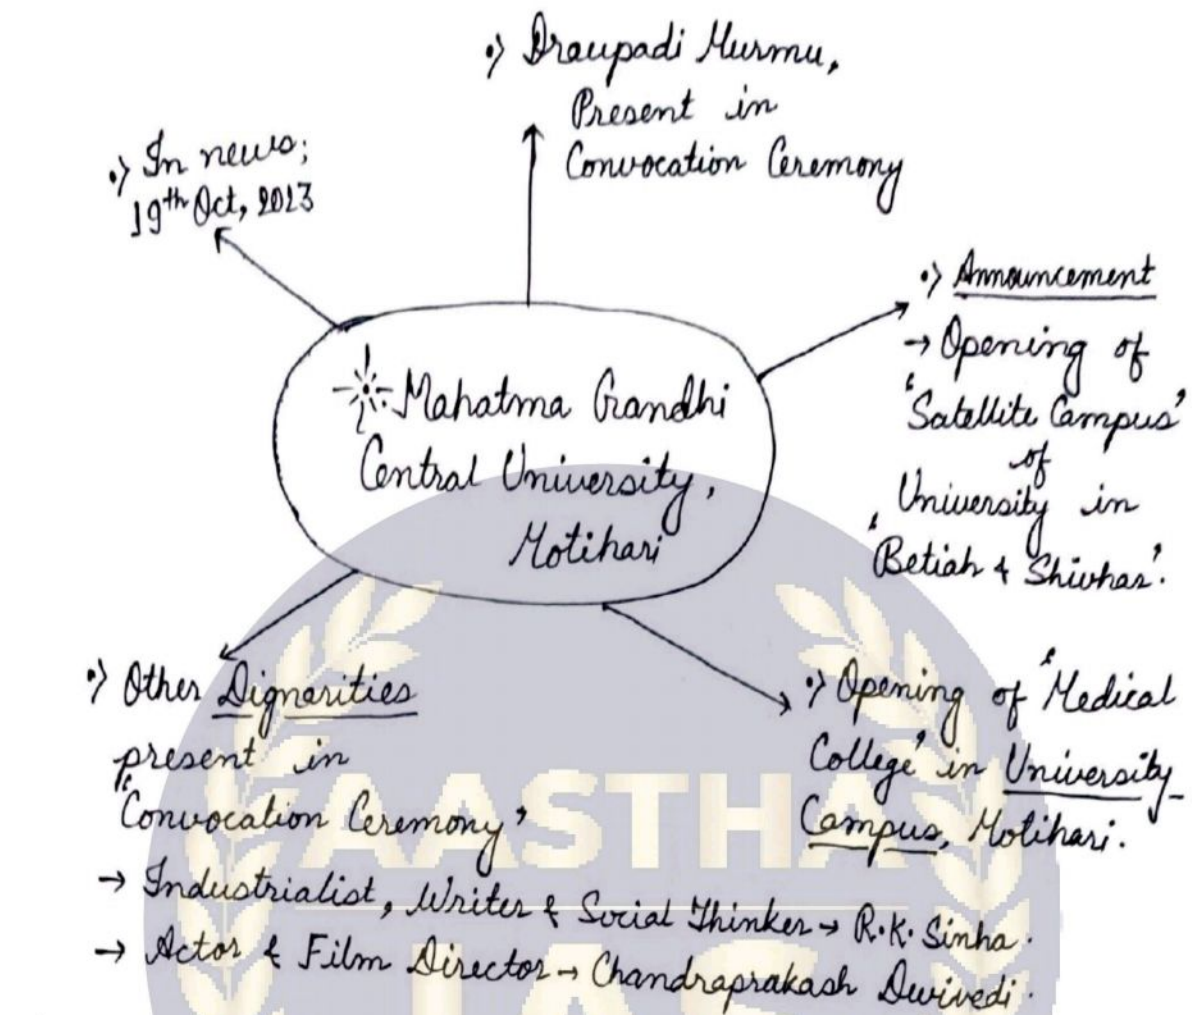 •) Draupadi Murmu,
Present in
Convocation Ceremony
•) In news;
19th Oct, 2023
•) Announcement
→ Opening of
'Satellite Campus'
of
University in
'Betiah & Shivhar'.
Mahatma Gandhi
Central University,
Motihari
•) Other Dignarities
present in
"Convocation Ceremony"
→ Industrialist, Writer & Social Thinker → R.K. Sinha.
→ Actor & Film Director → Chandraprakash Dwivedi.
•) Opening of 'Medical
College' in University
Campus, Motihari.
AASTHA
IAS